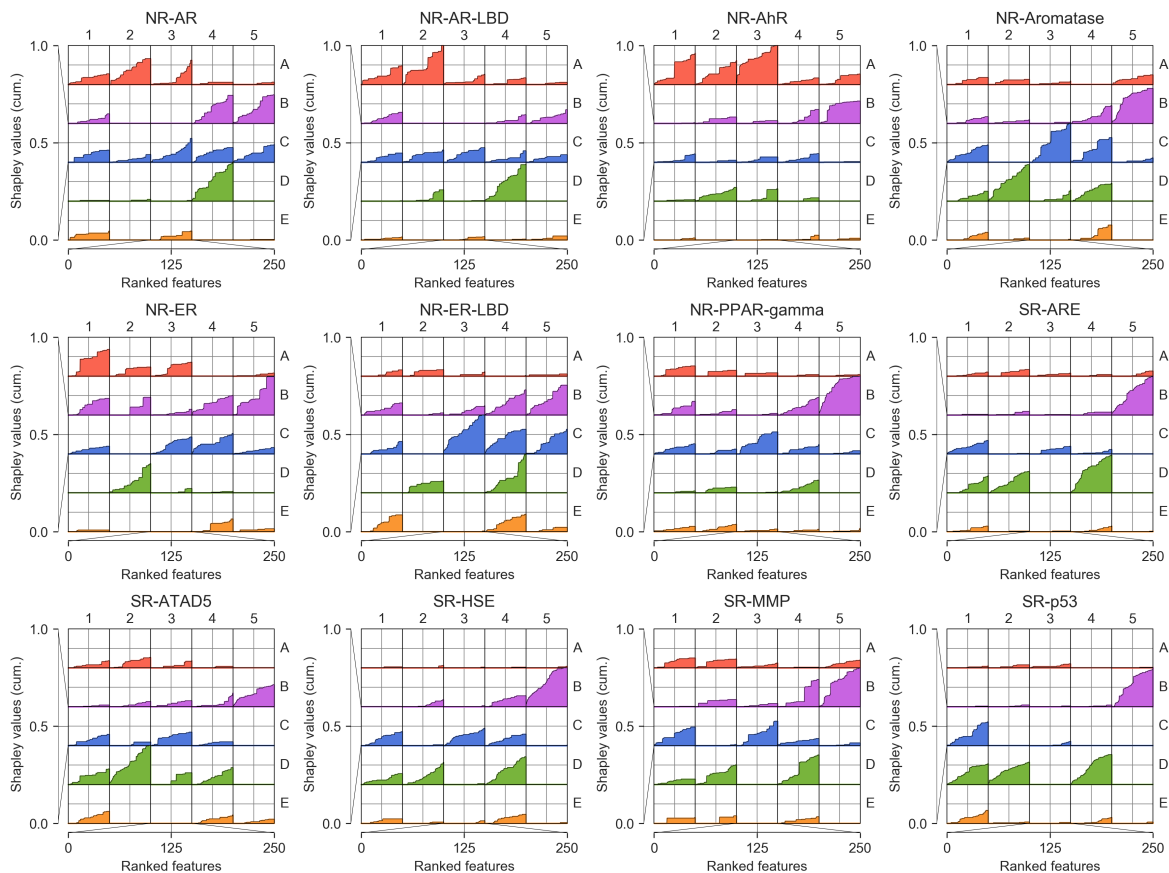 NR-AR NR-AR-LBD NR-AhR NR-Aromatase
1 2 3 4 5 1 2 3 4 5 1 2 3 4 5 1 2 3 4 5
1.0 A 1.0 A 1.0 A 1.0 A
B B B B
Shapley values (cum.) 0.5 C Shapley values (cum.) 0.5 C Shapley values (cum.) 0.5 C Shapley values (cum.) 0.5 C
D D D D
0.0 E 0.0 E 0.0 E 0.0 E
0 125 250 0 125 250 0 125 250 0 125 250
Ranked features Ranked features Ranked features Ranked features
NR-ER NR-ER-LBD NR-PPAR-gamma SR-ARE
1 2 3 4 5 1 2 3 4 5 1 2 3 4 5 1 2 3 4 5
1.0 A 1.0 A 1.0 A 1.0 A
B B B B
Shapley values (cum.) 0.5 C Shapley values (cum.) 0.5 C Shapley values (cum.) 0.5 C Shapley values (cum.) 0.5 C
D D D D
0.0 E 0.0 E 0.0 E 0.0 E
0 125 250 0 125 250 0 125 250 0 125 250
Ranked features Ranked features Ranked features Ranked features
SR-ATAD5 SR-HSE SR-MMP SR-p53
1 2 3 4 5 1 2 3 4 5 1 2 3 4 5 1 2 3 4 5
1.0 A 1.0 A 1.0 A 1.0 A
B B B B
Shapley values (cum.) 0.5 C Shapley values (cum.) 0.5 C Shapley values (cum.) 0.5 C Shapley values (cum.) 0.5 C
D D D D
0.0 E 0.0 E 0.0 E 0.0 E
0 125 250 0 125 250 0 125 250 0 125 250
Ranked features Ranked features Ranked features Ranked features